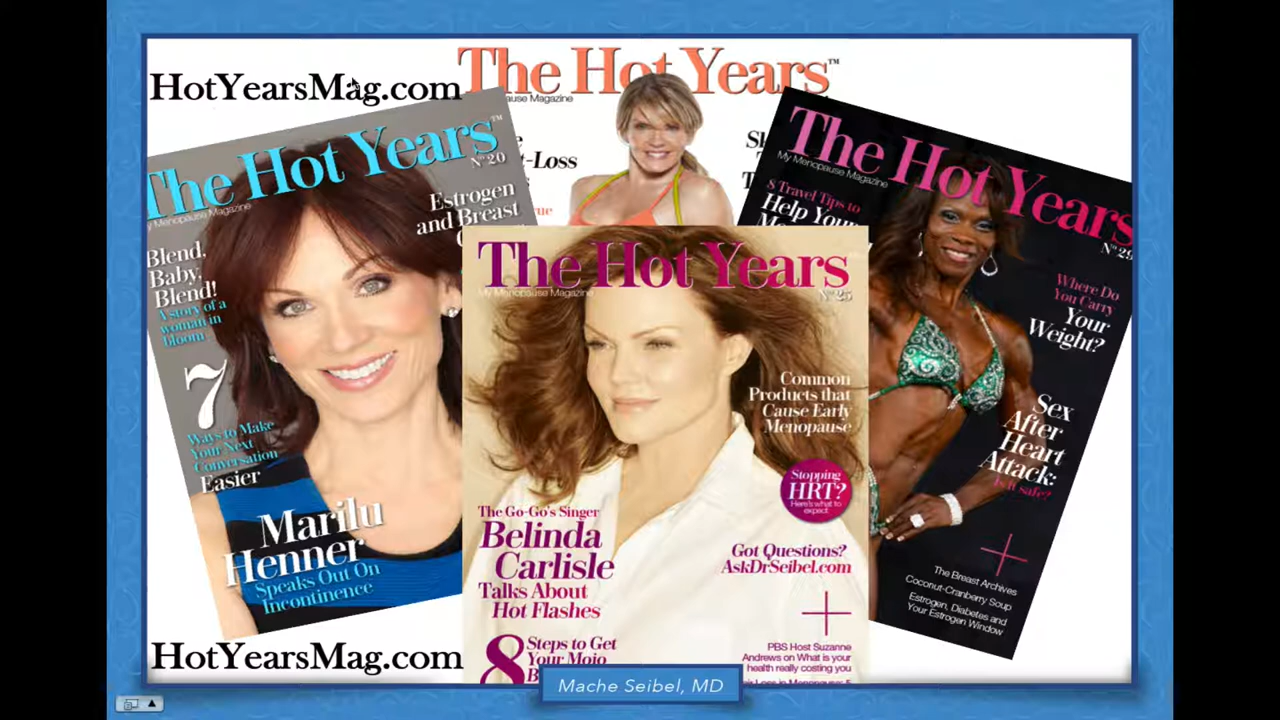 HotYearsMag.com
The Hot Years™
ause Magazine
t-Loss
The Hot Years™
Nº 20
My Menopause Magazine
Estrogen
and Breast
Blend,
Baby,
Blend!
A story of a
woman in
bloom
7
Ways to Make
Your Next
Conversation
Easier
Marilu
Henner
Speaks Out On
Incontinence
The Hot Years
My Menopause Magazine
Nº 25
Common
Products that
Cause Early
Menopause
Stopping
HRT?
Here's what to
expect
The Go-Go's Singer
Belinda
Carlisle
Talks About
Hot Flashes
Got Questions?
AskDrSeibel.com
8
Steps to Get
Your Mojo
PBS Host Suzanne
Andrews on What is your
health really costing you
The Hot Years
My Menopause Magazine
Nº 29
8 Travel Tips to
Help Your
Where Do
You Carry
Your
Weight?
Sex
After
Heart
Attack:
Is it safe?
The Breast Archives
Coconut-Cranberry Soup
Estrogen, Diabetes and
Your Estrogen Window
HotYearsMag.com
Mache Seibel, MD